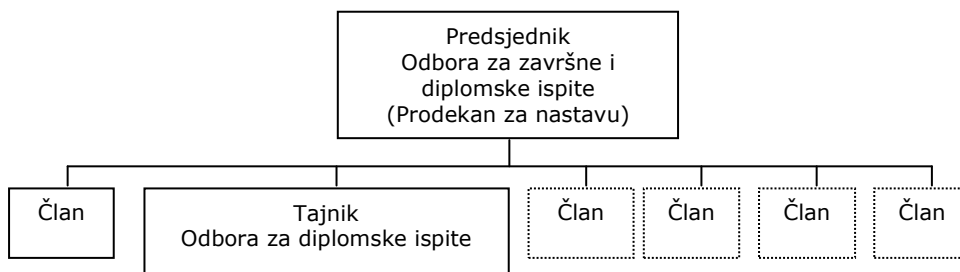 Predsjednik
Odbora za završne i
diplomske ispite
(Prodekan za nastavu)
Član
Tajnik
Odbora za diplomske ispite
Član
Član
Član
Član